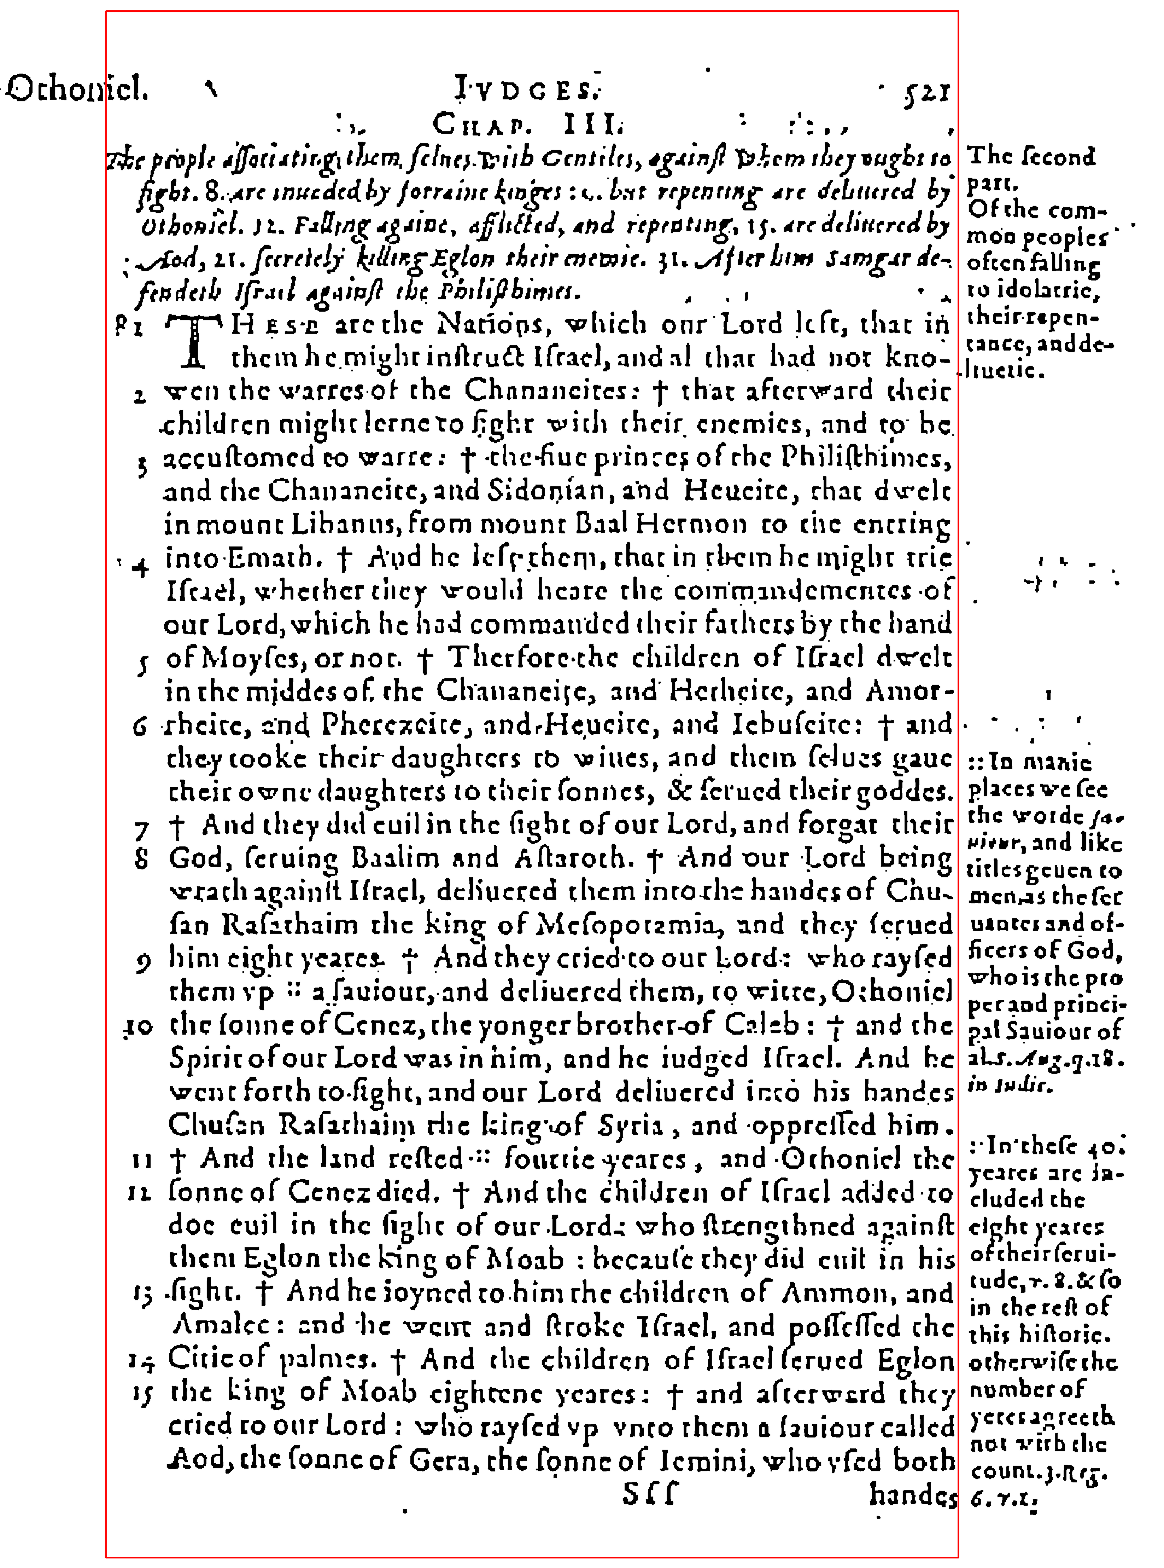 Othoniel. IVDGES. 521
CHAP. III.
The people associating them selues with Gentiles, against whom they ought to
fight. 8. are inuaded by forraine kinges: 9. but repenting are deliuered by
Othoniel. 12. Falling againe, afflicted, and repenting, 15. are deliuered by
Aod, 21. secretely killing Eglon their enemie. 31. After him Samgar de-
fendeth Israel against the Philisthimes.
1 THESE are the Nations, which our Lord left, that in
them he might instruct Israel, and al that had not kno-
2 wen the warres of the Chananeites: † that afterward their
children might lerne to fight with their enemies, and to be
3 accustomed to warre: † the fiue princes of the Philisthimes,
and the Chananeite, and Sidonian, and Heueite, that dwelt
in mount Libanus, from mount Baal Hermon to the entring
4 into Emath. † And he left them, that in them he might trie
Israel, whether they would heare the commandementes of
our Lord, which he had commanded their fathers by the hand
5 of Moyses, or not. † Therfore the children of Israel dwelt
in the middes of the Chananeite, and Hetheite, and Amor-
6 rheite, and Pherezeite, and Heueite, and Iebuseite: † and
they tooke their daughters to wiues, and them selues gaue
their owne daughters to their sonnes, & serued their goddes.
7 † And they did euil in the sight of our Lord, and forgat their
8 God, seruing Baalim and Astaroth. † And our Lord being
wrath against Israel, deliuered them into the handes of Chu-
san Rasathaim the king of Mesopotamia, and they serued
9 him eight yeares. † And they cried to our Lord: who raysed
them vp :: a sauiour, and deliuered them, to witte, Othoniel
10 the sonne of Cenez, the yonger brother of Caleb: † and the
Spirit of our Lord was in him, and he iudged Israel. And he
went forth to fight, and our Lord deliuered into his handes
Chusan Rasathaim the king of Syria, and oppressed him.
11 † And the land rested :: fourtie yeares, and Othoniel the
12 sonne of Cenez died. † And the children of Israel added to
doe euil in the sight of our Lord: who strengthned against
them Eglon the king of Moab: because they did euil in his
13 sight. † And he ioyned to him the children of Ammon, and
Amalec: and he went and stroke Israel, and possessed the
14 Citie of palmes. † And the children of Israel serued Eglon
15 the king of Moab eightene yeares: † and afterward they
cried to our Lord: who raysed vp vnto them a sauiour called
Aod, the sonne of Gera, the sonne of Iemini, who vsed both
Sss handes
The second
part.
Of the com-
mon peoples
often falling
to idolatrie,
their repen-
tance, and de-
liuerie.
:: In manie
places we see
the worde sa-
uiour, and like
titles geuen to
men, as the ser
uantes and of-
ficers of God,
who is the pro
per and princi-
pal Sauiour of
al. S. Aug. q. 18.
in Iudic.
:: In these 40.
yeares are in-
cluded the
eight yeares
of their serui-
tude, v. 8. & so
in the rest of
this historie.
otherwise the
number of
yeres agreeth
not with the
count. 3. Reg.
6. v. 1.